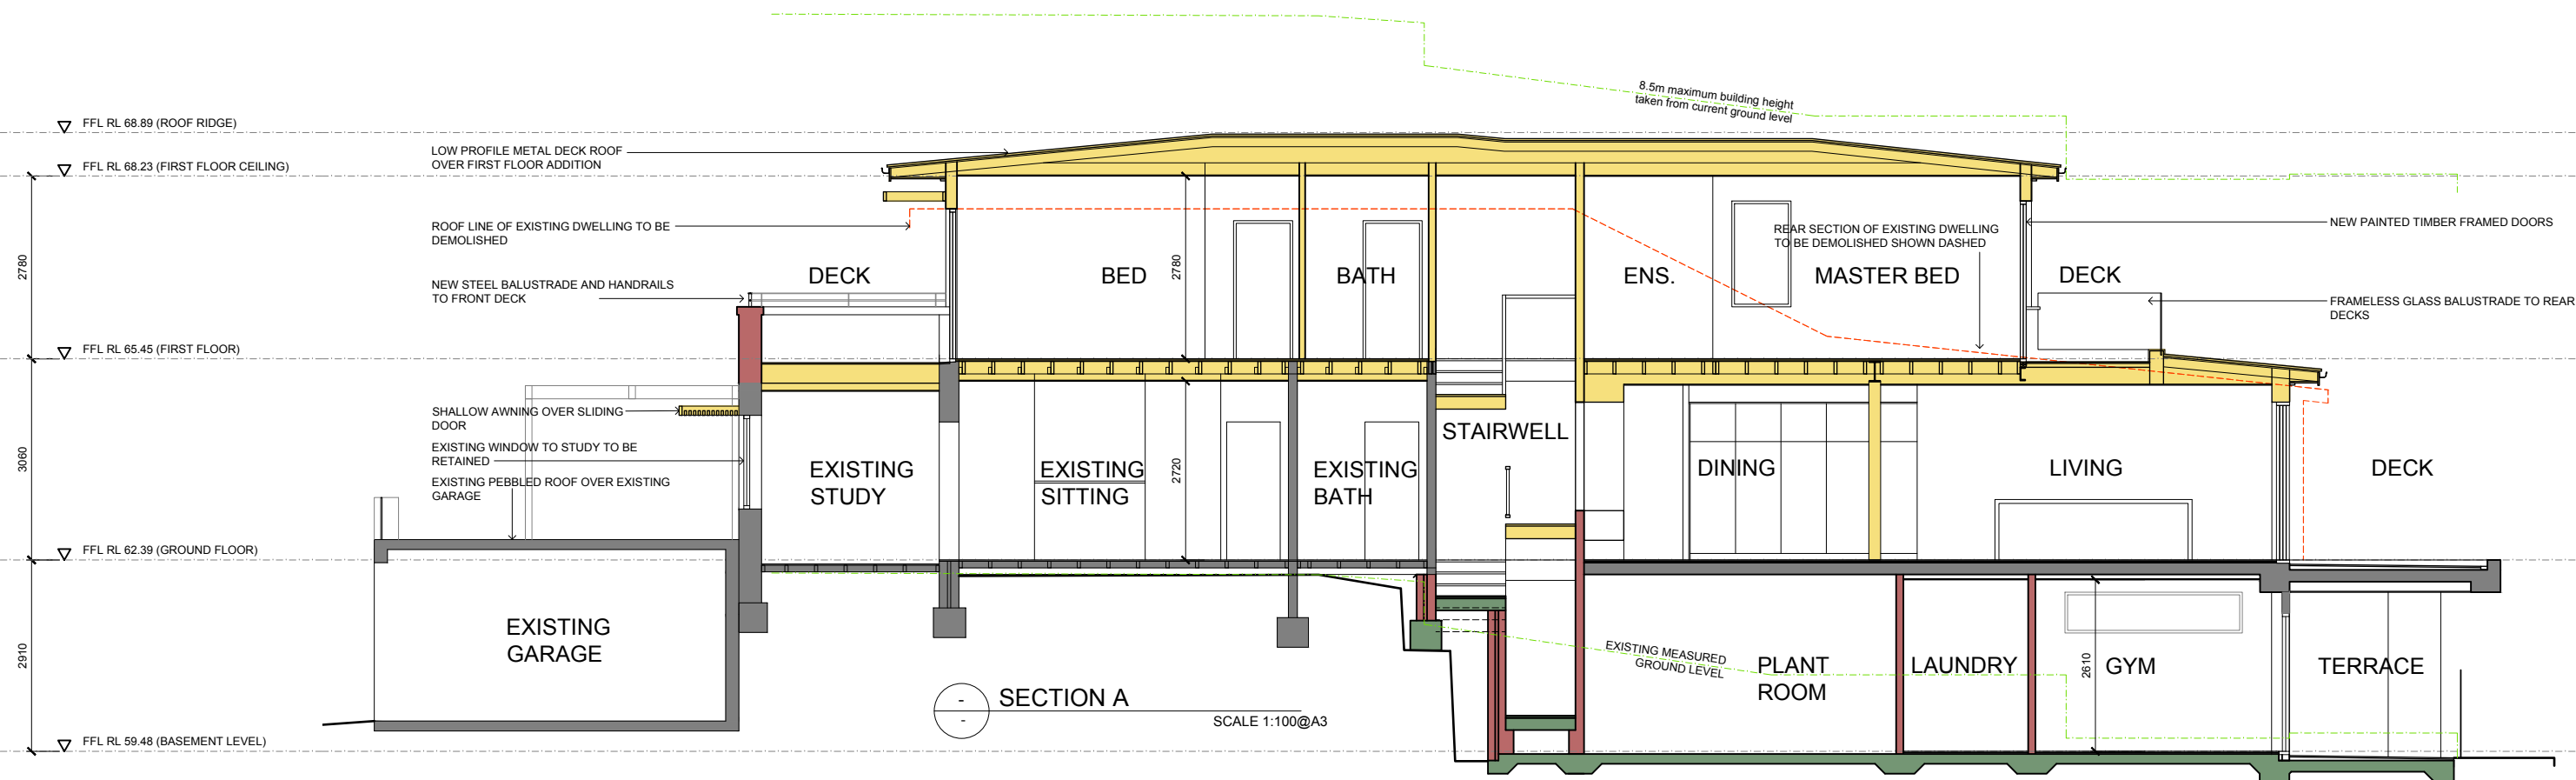 8.5m maximum building height
taken from current ground level
FFL RL 68.89 (ROOF RIDGE)
LOW PROFILE METAL DECK ROOF
OVER FIRST FLOOR ADDITION
FFL RL 68.23 (FIRST FLOOR CEILING)
ROOF LINE OF EXISTING DWELLING TO BE
DEMOLISHED
REAR SECTION OF EXISTING DWELLING
TO BE DEMOLISHED SHOWN DASHED
NEW PAINTED TIMBER FRAMED DOORS
2780
DECK
BED
2780
BATH
ENS.
MASTER BED
DECK
NEW STEEL BALUSTRADE AND HANDRAILS
TO FRONT DECK
FRAMELESS GLASS BALUSTRADE TO REAR
DECKS
FFL RL 65.45 (FIRST FLOOR)
SHALLOW AWNING OVER SLIDING
DOOR
EXISTING WINDOW TO STUDY TO BE
RETAINED
EXISTING PEBBLED ROOF OVER EXISTING
GARAGE
3060
EXISTING
STUDY
EXISTING
SITTING
2720
EXISTING
BATH
STAIRWELL
DINING
LIVING
DECK
FFL RL 62.39 (GROUND FLOOR)
2910
EXISTING
GARAGE
EXISTING MEASURED
GROUND LEVEL
PLANT
ROOM
LAUNDRY
2610
GYM
TERRACE
-
-
SECTION A
SCALE 1:100@A3
FFL RL 59.48 (BASEMENT LEVEL)